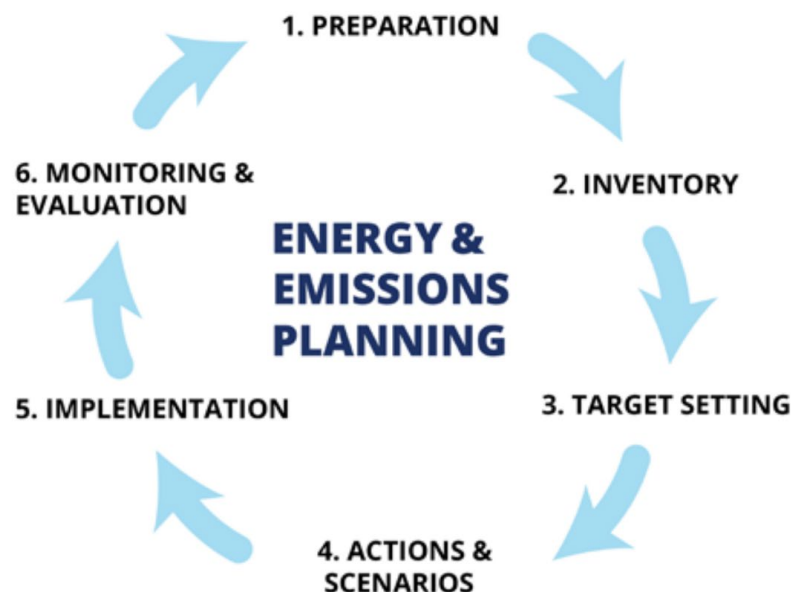 1. PREPARATION
2. INVENTORY
3. TARGET SETTING
4. ACTIONS &
SCENARIOS
5. IMPLEMENTATION
6. MONITORING &
EVALUATION
ENERGY &
EMISSIONS
PLANNING